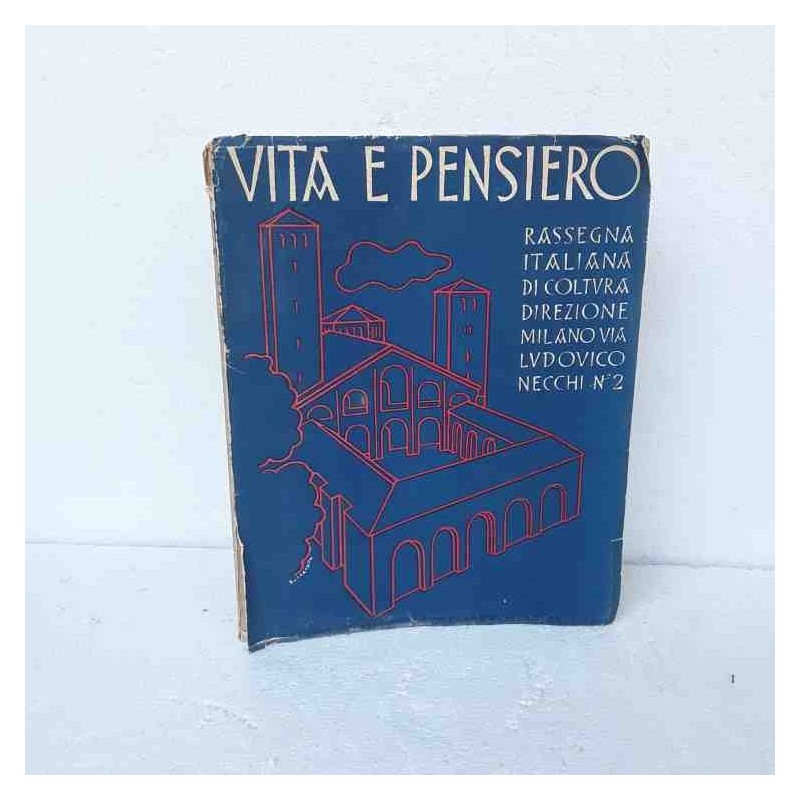 VITA E PENSIERO
RASSEGNA
ITALIANA
DI COLTVRA
DIREZIONE
MILANO VIA
LVDOVICO
NECCHI N° 2